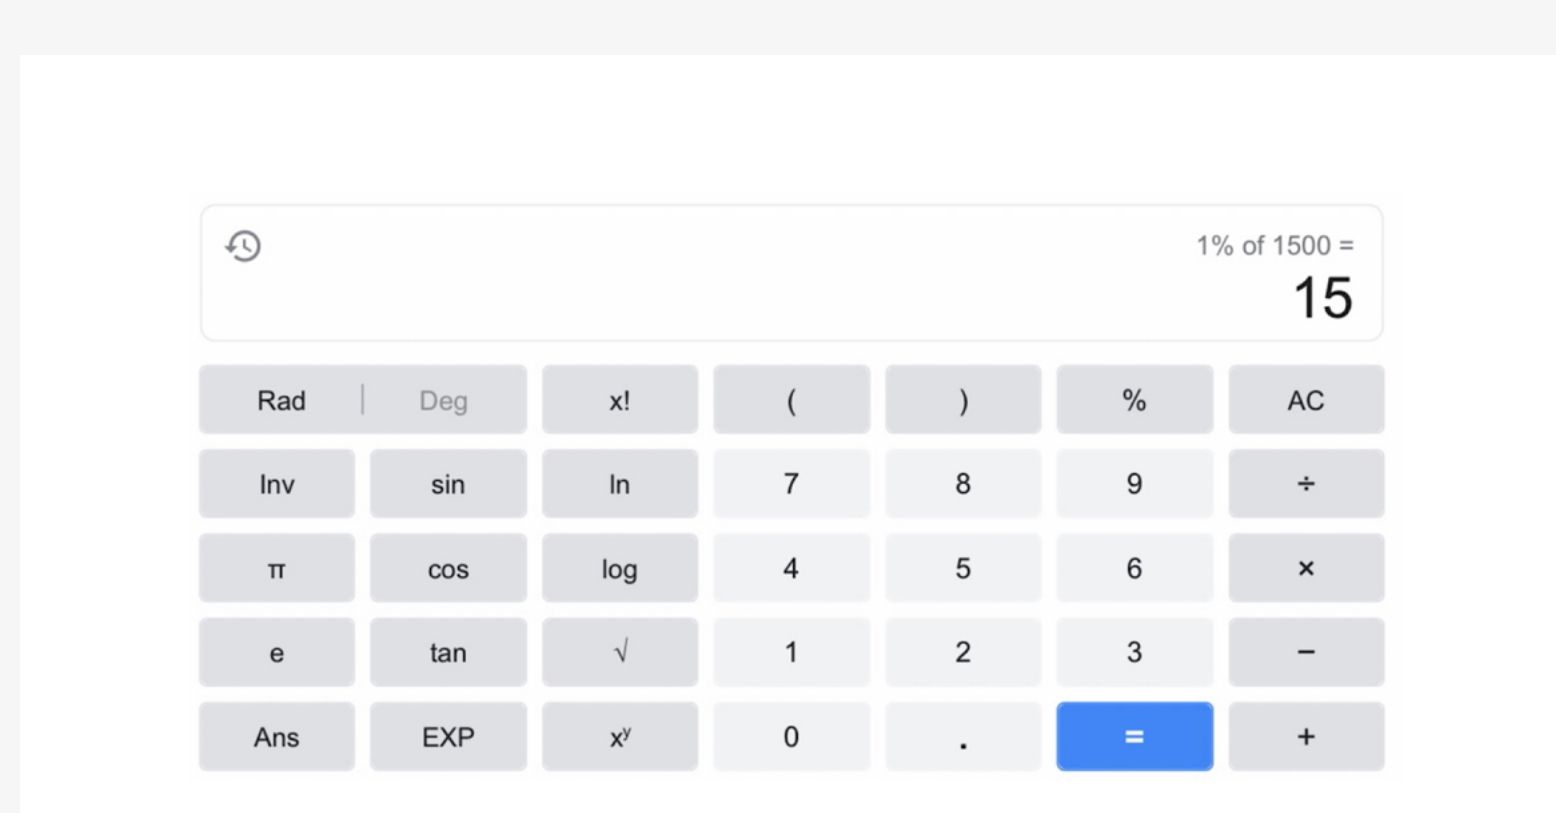 1% of 1500 =
15
Rad | Deg x! ( ) % AC
Inv sin ln 7 8 9 ÷
π cos log 4 5 6 ×
e tan √ 1 2 3 −
Ans EXP xʸ 0 . = +